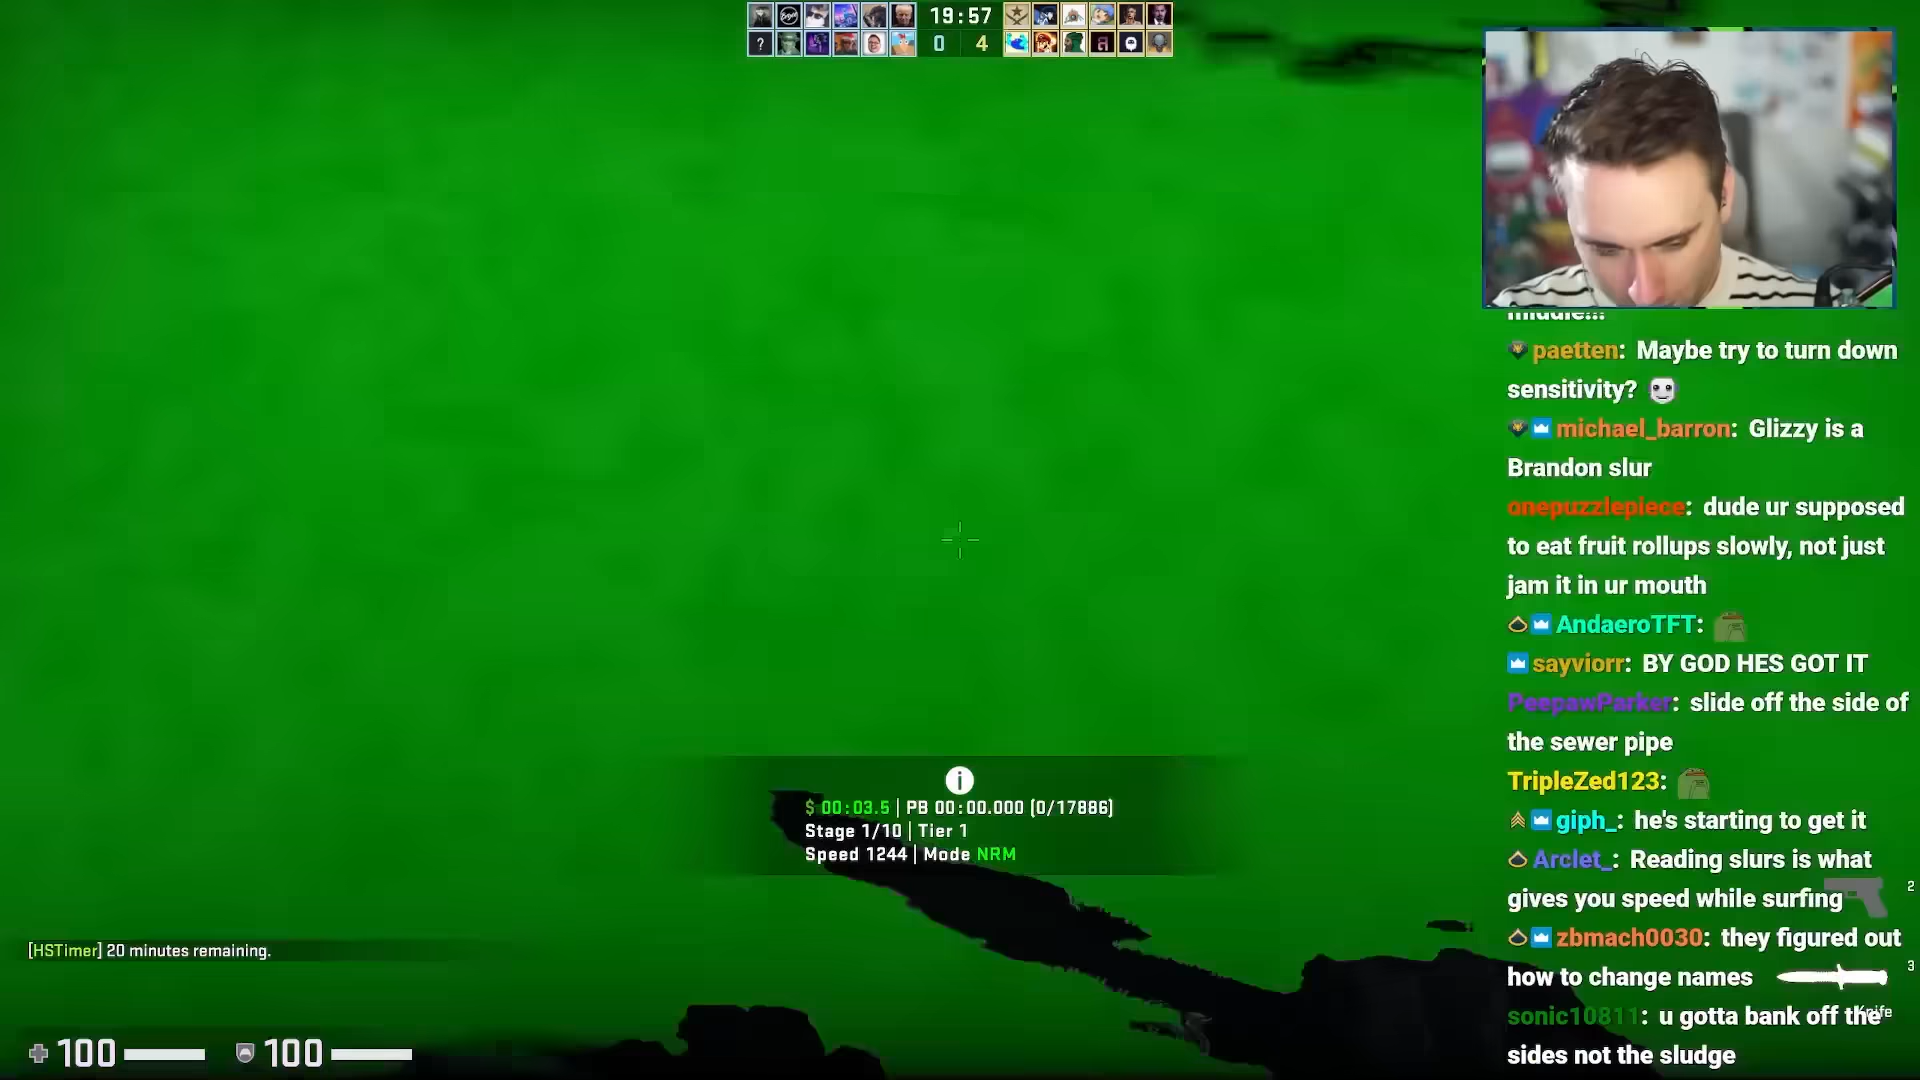 19:57
?
0 4
paetten: Maybe try to turn down
sensitivity?
michael_barron: Glizzy is a
Brandon slur
onepuzzlepiece: dude ur supposed
to eat fruit rollups slowly, not just
jam it in ur mouth
AndaeroTFT:
sayviorr: BY GOD HES GOT IT
PeepawParker: slide off the side of
the sewer pipe
TripleZed123:
giph_: he's starting to get it
Arclet_: Reading slurs is what
gives you speed while surfing
2
zbmach0030: they figured out
how to change names
3
Knife
sonic10811: u gotta bank off the
sides not the sludge
$ 00:03.5 | PB 00:00.000 (0/17886)
Stage 1/10 | Tier 1
Speed 1244 | Mode NRM
[HSTimer] 20 minutes remaining.
100 100